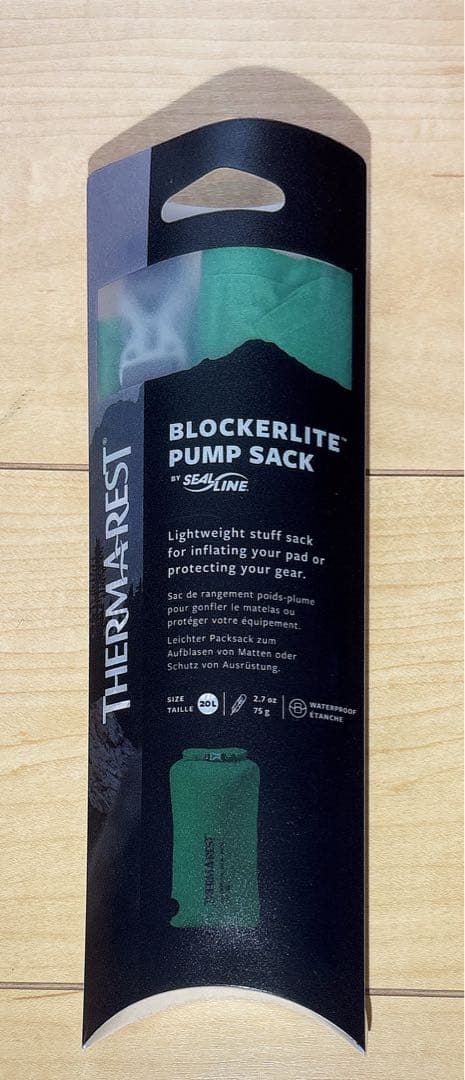 THERMAREST®
BLOCKERLITE™
PUMP SACK
BY SEALLINE
Lightweight stuff sack
for inflating your pad or
protecting your gear.
Sac de rangement poids-plume
pour gonfler le matelas ou
protéger votre équipement.
Leichter Packsack zum
Aufblasen von Matten oder
Schutz von Ausrüstung.
SIZE
TAILLE
20L
2.7 oz
75 g
WATERPROOF
ÉTANCHE
THERMAREST